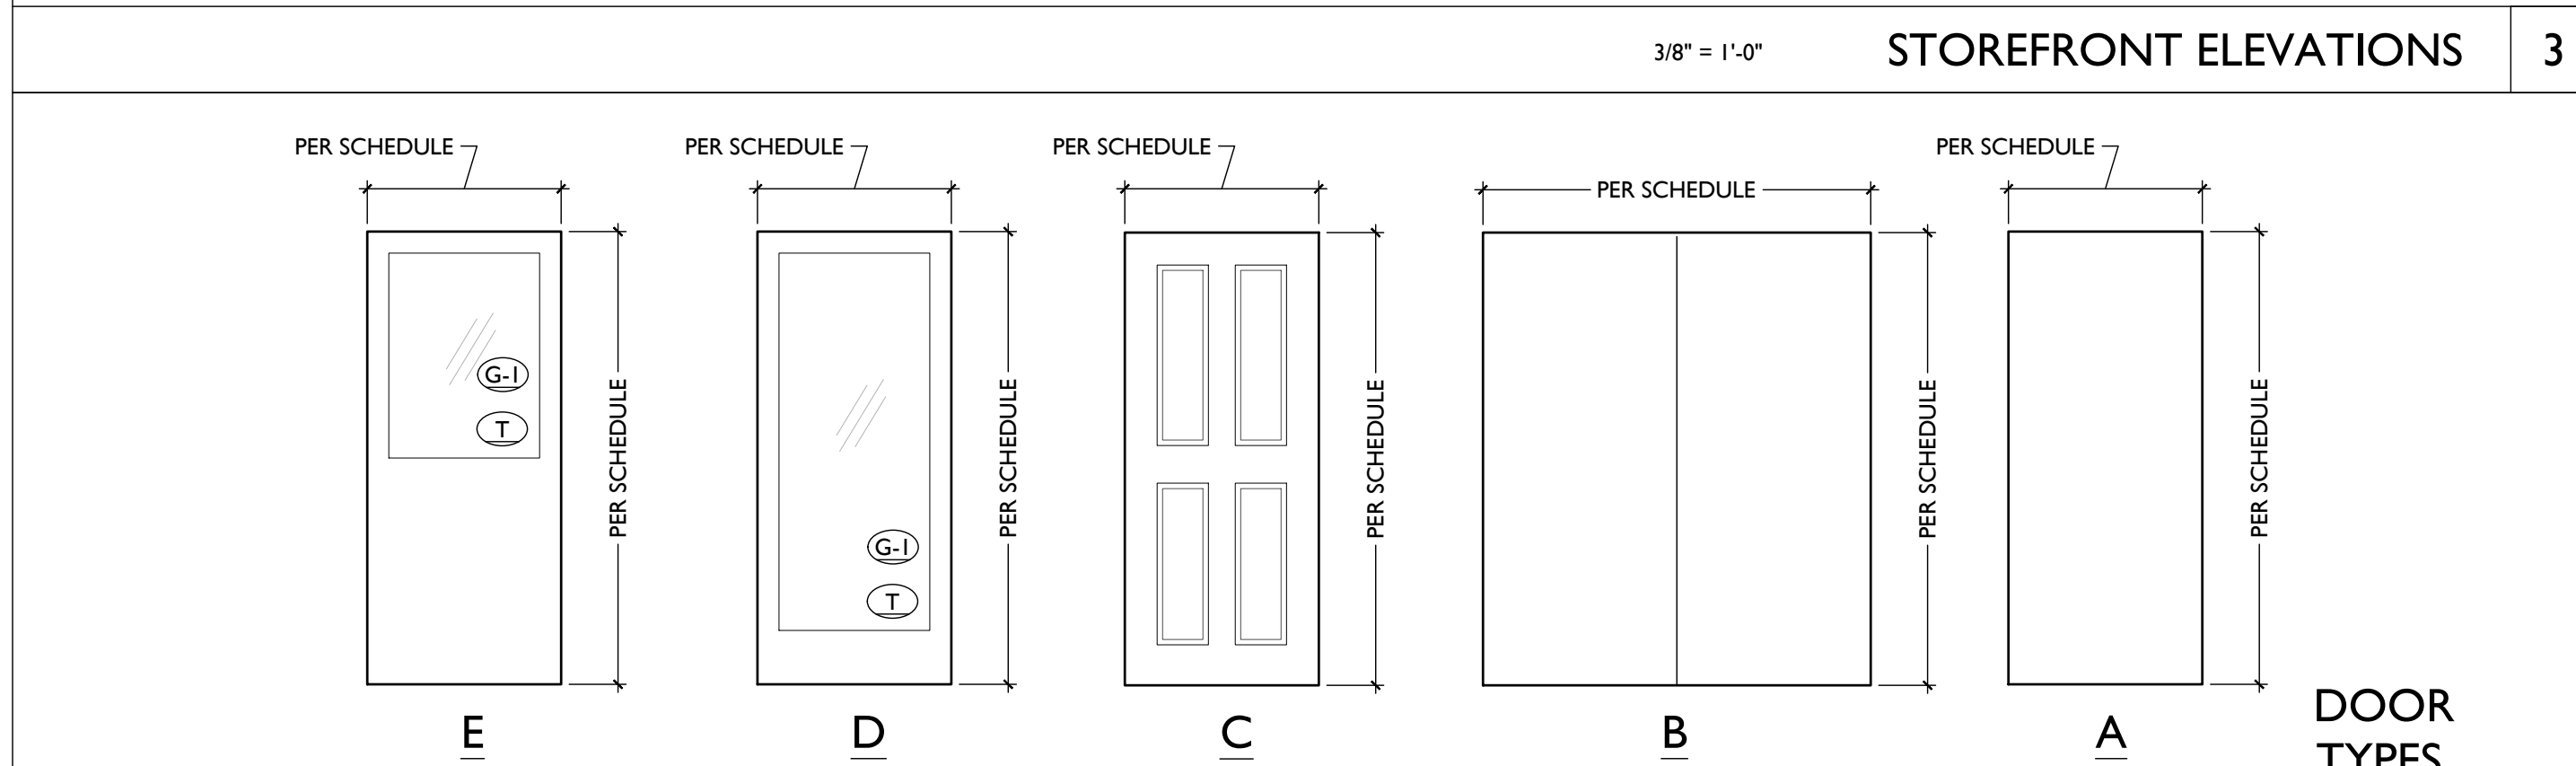 3/8" = 1'-0"
STOREFRONT ELEVATIONS
3
PER SCHEDULE
PER SCHEDULE
PER SCHEDULE
PER SCHEDULE
PER SCHEDULE
G-1
T
PER SCHEDULE
G-1
T
PER SCHEDULE
PER SCHEDULE
PER SCHEDULE
PER SCHEDULE
E
D
C
B
A
DOOR
TYPES